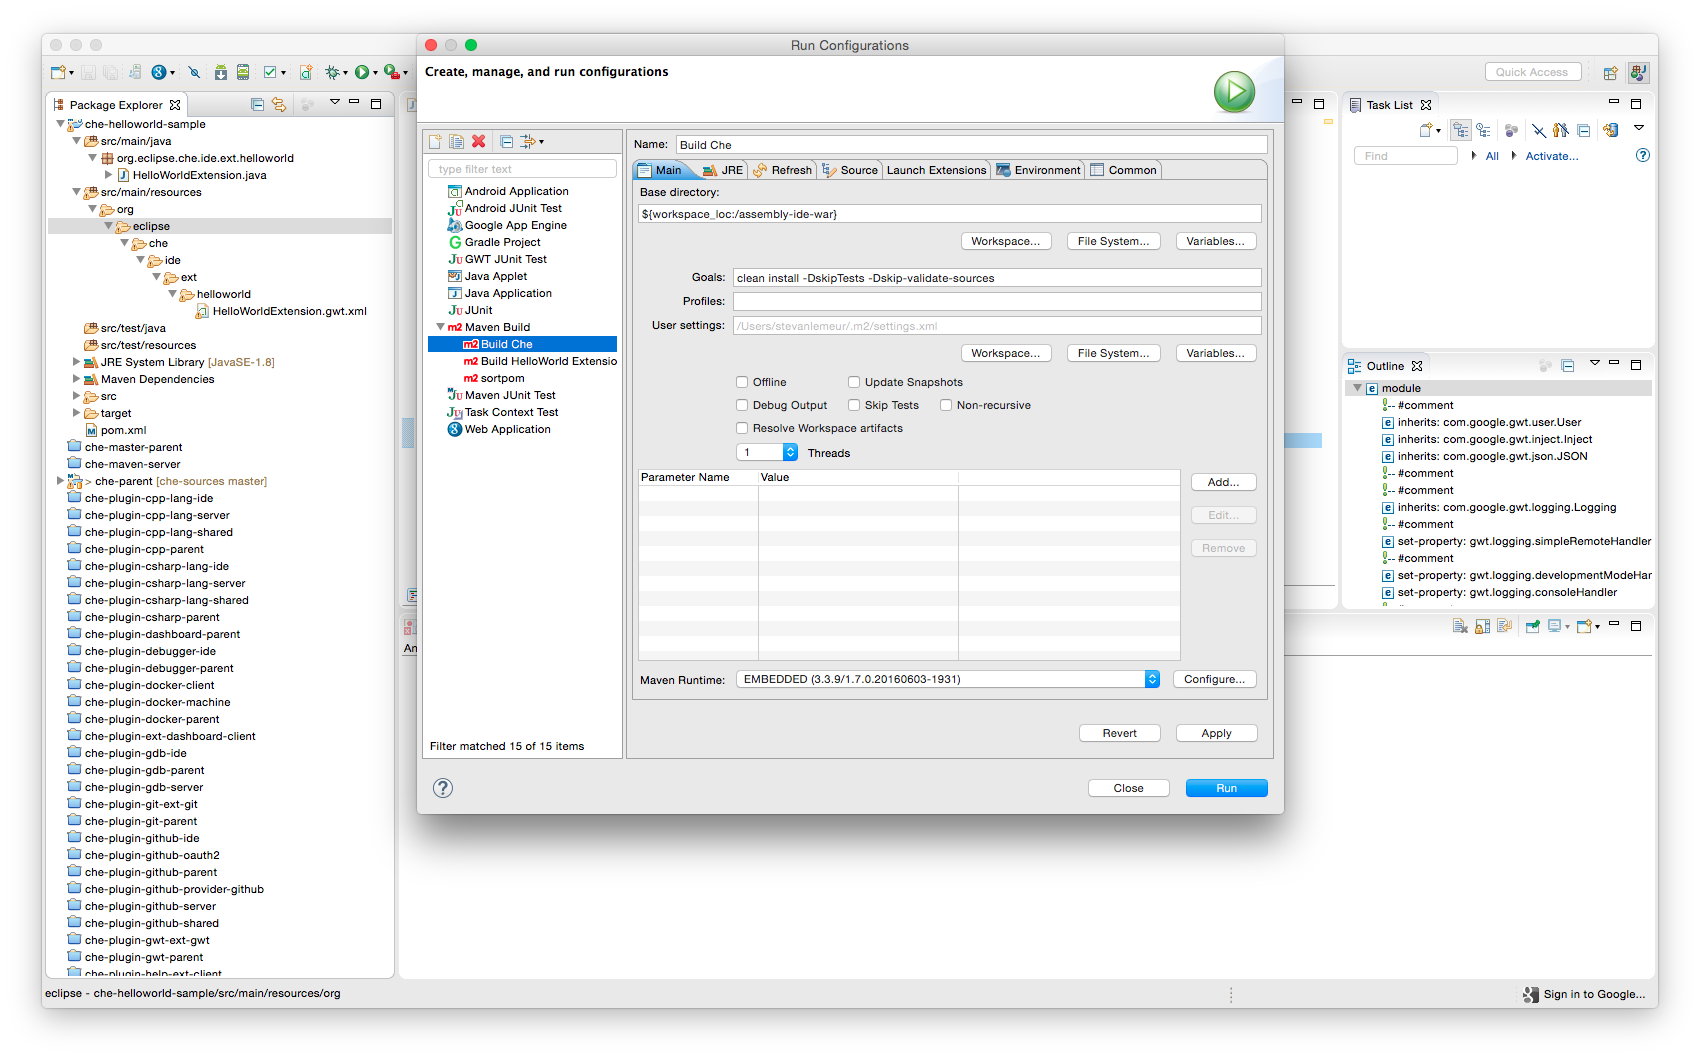 Run Configurations
Create, manage, and run configurations
Quick Access
Package Explorer
che-helloworld-sample
src/main/java
org.eclipse.che.ide.ext.helloworld
HelloWorldExtension.java
src/main/resources
org
eclipse
che
ide
ext
helloworld
HelloWorldExtension.gwt.xml
src/test/java
src/test/resources
JRE System Library [JavaSE-1.8]
Maven Dependencies
src
target
pom.xml
che-master-parent
che-maven-server
> che-parent [che-sources master]
che-plugin-cpp-lang-ide
che-plugin-cpp-lang-server
che-plugin-cpp-lang-shared
che-plugin-cpp-parent
che-plugin-csharp-lang-ide
che-plugin-csharp-lang-server
che-plugin-csharp-lang-shared
che-plugin-csharp-parent
che-plugin-dashboard-parent
che-plugin-debugger-ide
che-plugin-debugger-parent
che-plugin-docker-client
che-plugin-docker-machine
che-plugin-docker-parent
che-plugin-ext-dashboard-client
che-plugin-gdb-ide
che-plugin-gdb-parent
che-plugin-gdb-server
che-plugin-git-ext-git
che-plugin-git-parent
che-plugin-github-ide
che-plugin-github-oauth2
che-plugin-github-parent
che-plugin-github-provider-github
che-plugin-github-server
che-plugin-github-shared
che-plugin-gwt-ext-gwt
che-plugin-gwt-parent
che-plugin-help-ext-client
type filter text
Android Application
Android JUnit Test
Google App Engine
Gradle Project
GWT JUnit Test
Java Applet
Java Application
JUnit
m2 Maven Build
m2 Build Che
m2 Build HelloWorld Extensio
m2 sortpom
Maven JUnit Test
Task Context Test
Web Application
Filter matched 15 of 15 items
Name: Build Che
Main JRE Refresh Source Launch Extensions Environment Common
Base directory:
${workspace_loc:/assembly-ide-war}
Workspace... File System... Variables...
Goals: clean install -DskipTests -Dskip-validate-sources
Profiles:
User settings: /Users/stevanlemeur/.m2/settings.xml
Workspace... File System... Variables...
Offline Update Snapshots
Debug Output Skip Tests Non-recursive
Resolve Workspace artifacts
1 Threads
Parameter Name Value
Add...
Edit...
Remove
Maven Runtime: EMBEDDED (3.3.9/1.7.0.20160603-1931) Configure...
Revert Apply
Close Run
An
Task List
Find All Activate...
Outline
module
#comment
inherits: com.google.gwt.user.User
inherits: com.google.gwt.inject.Inject
inherits: com.google.gwt.json.JSON
#comment
#comment
inherits: com.google.gwt.logging.Logging
#comment
set-property: gwt.logging.simpleRemoteHandler
#comment
set-property: gwt.logging.developmentModeHar
set-property: gwt.logging.consoleHandler
eclipse - che-helloworld-sample/src/main/resources/org
Sign in to Google...